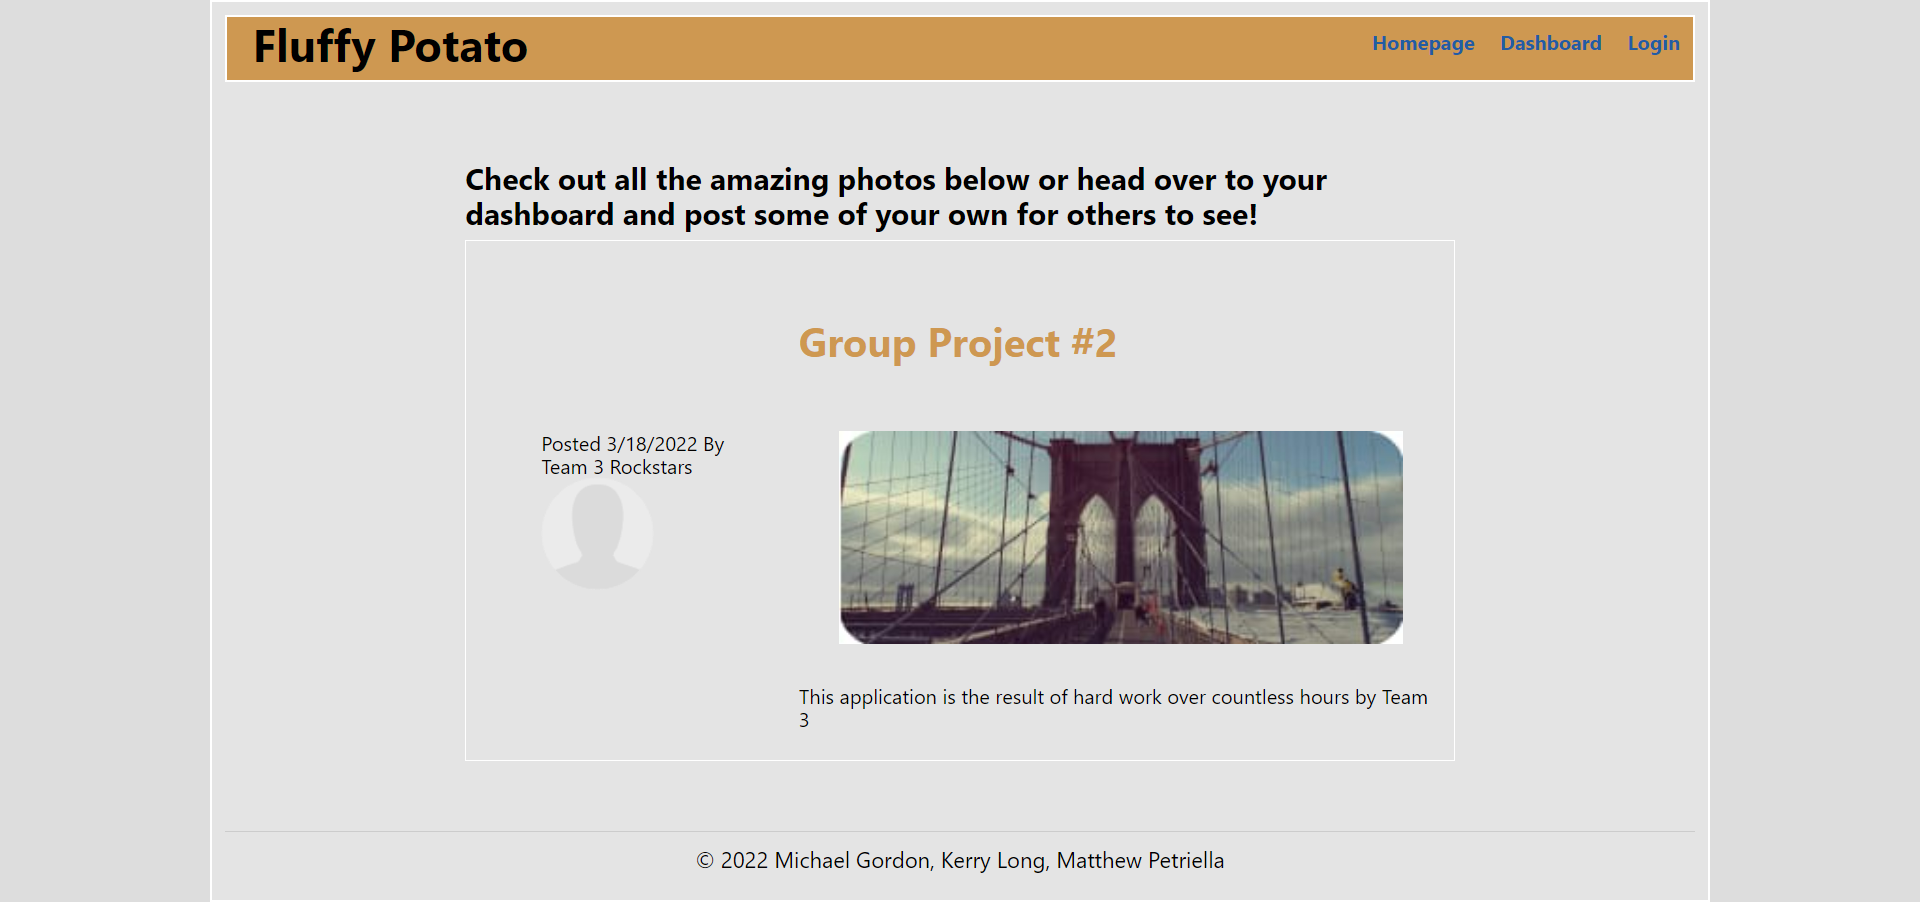 Fluffy Potato
Homepage Dashboard Login
Check out all the amazing photos below or head over to your
dashboard and post some of your own for others to see!
Group Project #2
Posted 3/18/2022 By
Team 3 Rockstars
This application is the result of hard work over countless hours by Team
3
© 2022 Michael Gordon, Kerry Long, Matthew Petriella